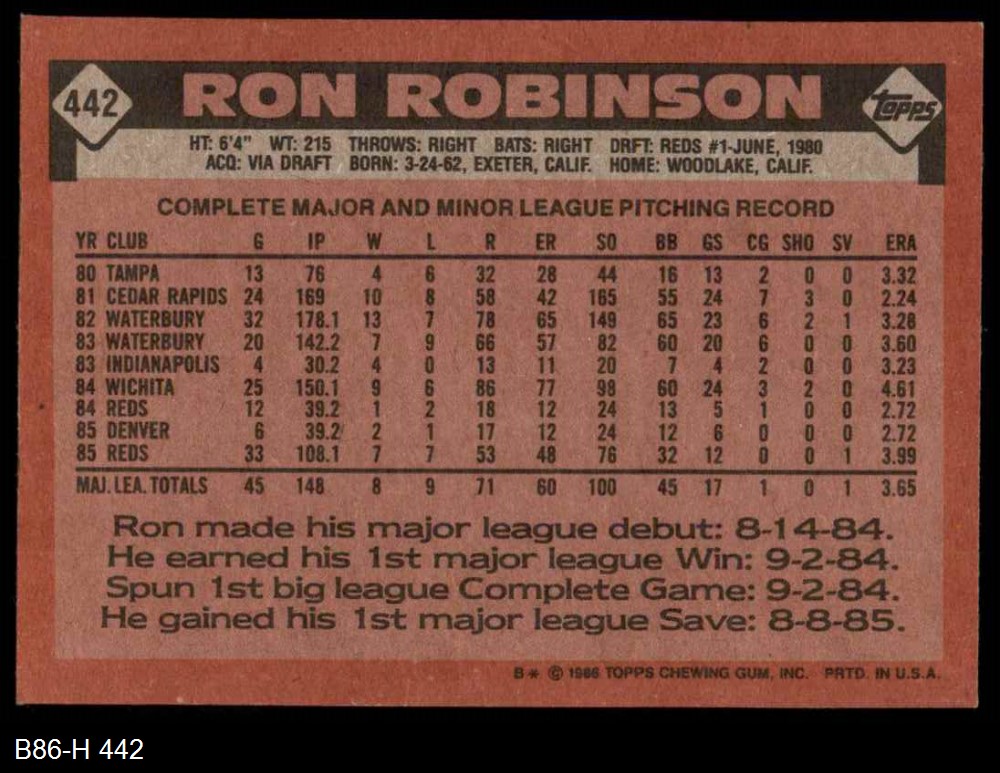 442 RON ROBINSON Topps
HT: 6'4" WT: 215 THROWS: RIGHT BATS: RIGHT DRFT: REDS #1-JUNE, 1980
ACQ: VIA DRAFT BORN: 3-24-62, EXETER, CALIF. HOME: WOODLAKE, CALIF.
COMPLETE MAJOR AND MINOR LEAGUE PITCHING RECORD
YR CLUB G IP W L R ER SO BB GS CG SHO SV ERA
80 TAMPA 13 76 4 6 32 28 44 16 13 2 0 0 3.32
81 CEDAR RAPIDS 24 169 10 8 58 42 165 55 24 7 3 0 2.24
82 WATERBURY 32 178.1 13 7 78 65 149 65 23 6 2 1 3.28
83 WATERBURY 20 142.2 7 9 66 57 82 60 20 6 0 0 3.60
83 INDIANAPOLIS 4 30.2 4 0 13 11 20 7 4 2 0 0 3.23
84 WICHITA 25 150.1 9 6 86 77 98 60 24 3 2 0 4.61
84 REDS 12 39.2 1 2 18 12 24 13 5 1 0 0 2.72
85 DENVER 6 39.2 2 1 17 12 24 12 6 0 0 0 2.72
85 REDS 33 108.1 7 7 53 48 76 32 12 0 0 1 3.99
MAJ. LEA. TOTALS 45 148 8 9 71 60 100 45 17 1 0 1 3.65
Ron made his major league debut: 8-14-84.
He earned his 1st major league Win: 9-2-84.
Spun 1st big league Complete Game: 9-2-84.
He gained his 1st major league Save: 8-8-85.
B* © 1986 TOPPS CHEWING GUM, INC. PRTD. IN U.S.A.
B86-H 442